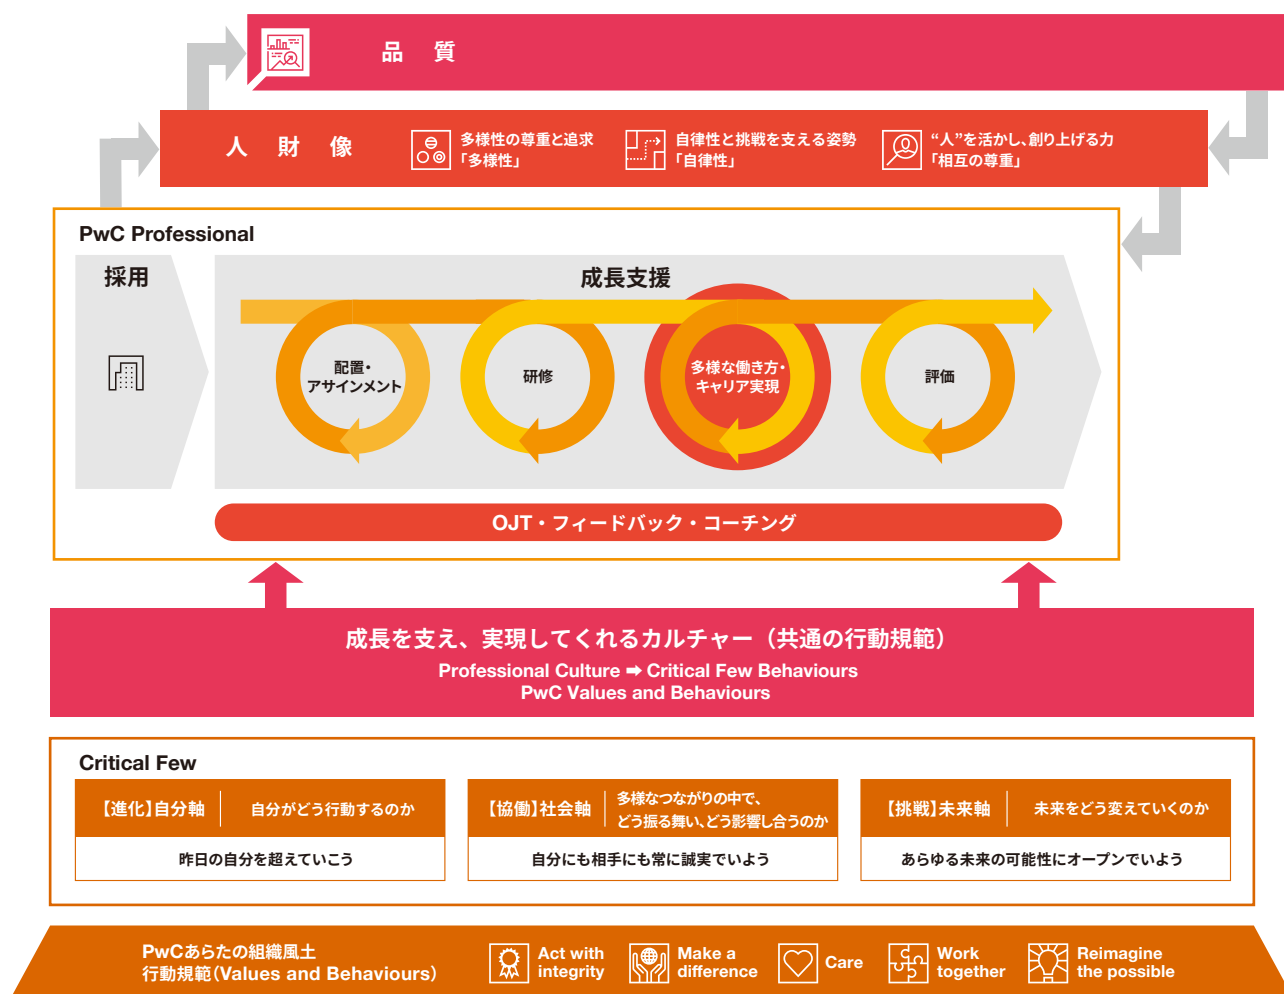 品 質
人 財 像
多様性の尊重と追求
「多様性」
自律性と挑戦を支える姿勢
「自律性」
“人”を活かし、創り上げる力
「相互の尊重」
PwC Professional
採用
成長支援
配置・
アサインメント
研修
多様な働き方・
キャリア実現
評価
OJT・フィードバック・コーチング
成長を支え、実現してくれるカルチャー（共通の行動規範）
Professional Culture ➡ Critical Few Behaviours
PwC Values and Behaviours
Critical Few
【進化】自分軸
自分がどう行動するのか
昨日の自分を超えていこう
【協働】社会軸
多様なつながりの中で、
どう振る舞い、どう影響し合うのか
自分にも相手にも常に誠実でいよう
【挑戦】未来軸
未来をどう変えていくのか
あらゆる未来の可能性にオープンでいよう
PwCあらたの組織風土
行動規範（Values and Behaviours）
Act with
integrity
Make a
difference
Care
Work
together
Reimagine
the possible